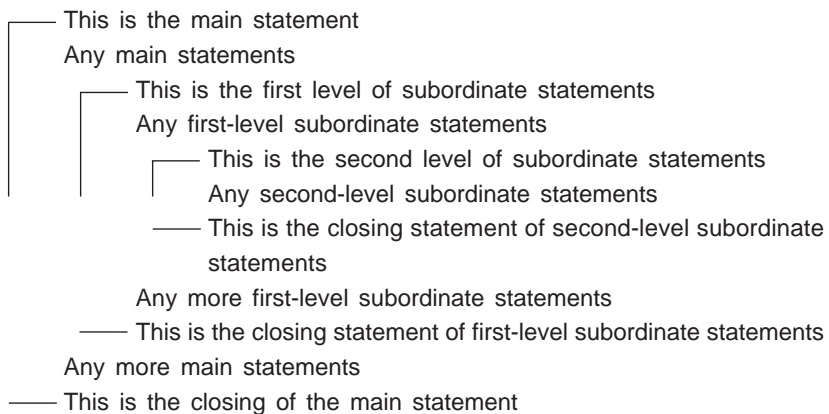 This is the main statement
Any main statements
This is the first level of subordinate statements
Any first-level subordinate statements
This is the second level of subordinate statements
Any second-level subordinate statements
This is the closing statement of second-level subordinate
statements
Any more first-level subordinate statements
This is the closing statement of first-level subordinate statements
Any more main statements
This is the closing of the main statement